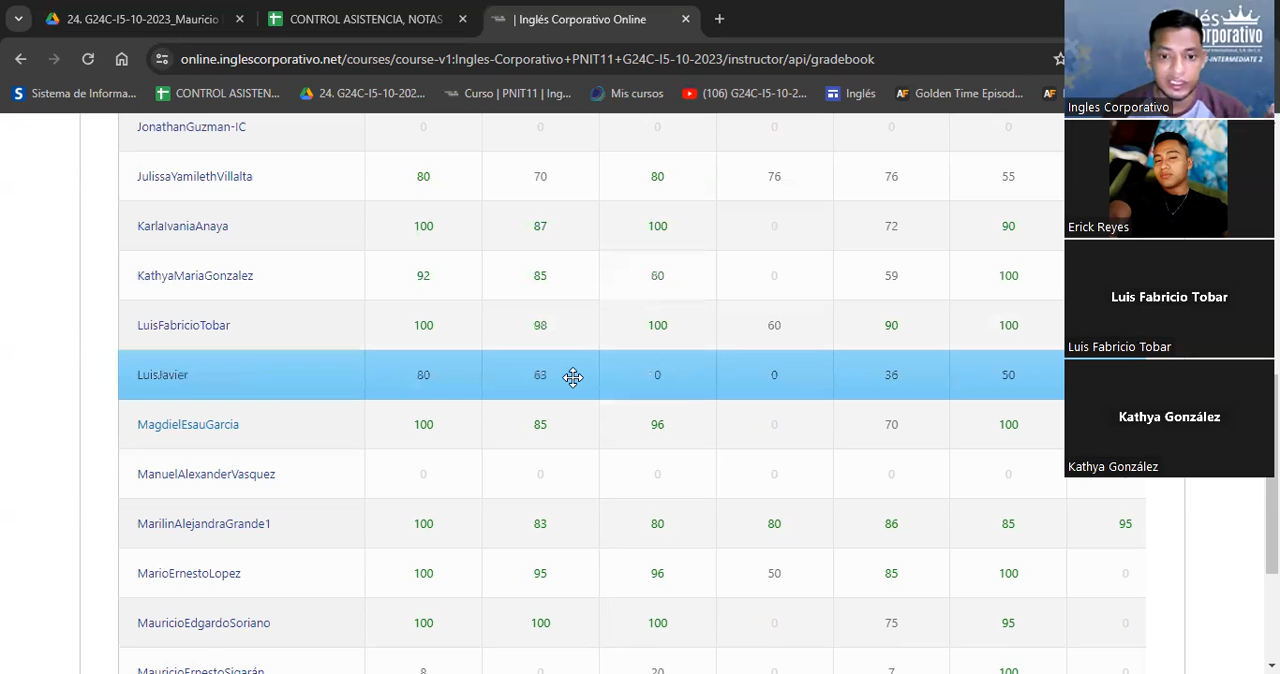 24. G24C-I5-10-2023_Mauricio
CONTROL ASISTENCIA, NOTAS
| Inglés Corporativo Online
online.inglescorporativo.net/courses/course-v1:Ingles-Corporativo+PNIT11+G24C-I5-10-2023/instructor/api/gradebook
Sistema de Informa...
CONTROL ASISTEN...
24. G24C-I5-10-202...
Curso | PNIT11 | Ing...
Mis cursos
(106) G24C-I5-10-2...
Inglés
Golden Time Episod...
JonathanGuzman-IC 0 0 0 0 0 0
JulissaYamilethVillalta 80 70 80 76 76 55
KarlaIvaniaAnaya 100 87 100 0 72 90
KathyaMariaGonzalez 92 85 60 0 59 100
LuisFabricioTobar 100 98 100 60 90 100
LuisJavier 80 63 0 0 36 50
MagdielEsauGarcia 100 85 96 0 70 100
ManuelAlexanderVasquez 0 0 0 0 0 0
MarilinAlejandraGrande1 100 83 80 80 86 85 95
MarioErnestoLopez 100 95 96 50 85 100 0
MauricioEdgardoSoriano 100 100 100 0 75 95 0
MauricioErnestoSigarán 8 0 20 0 7 100
Ingles Corporativo
Erick Reyes
Luis Fabricio Tobar
Luis Fabricio Tobar
Kathya González
Kathya González